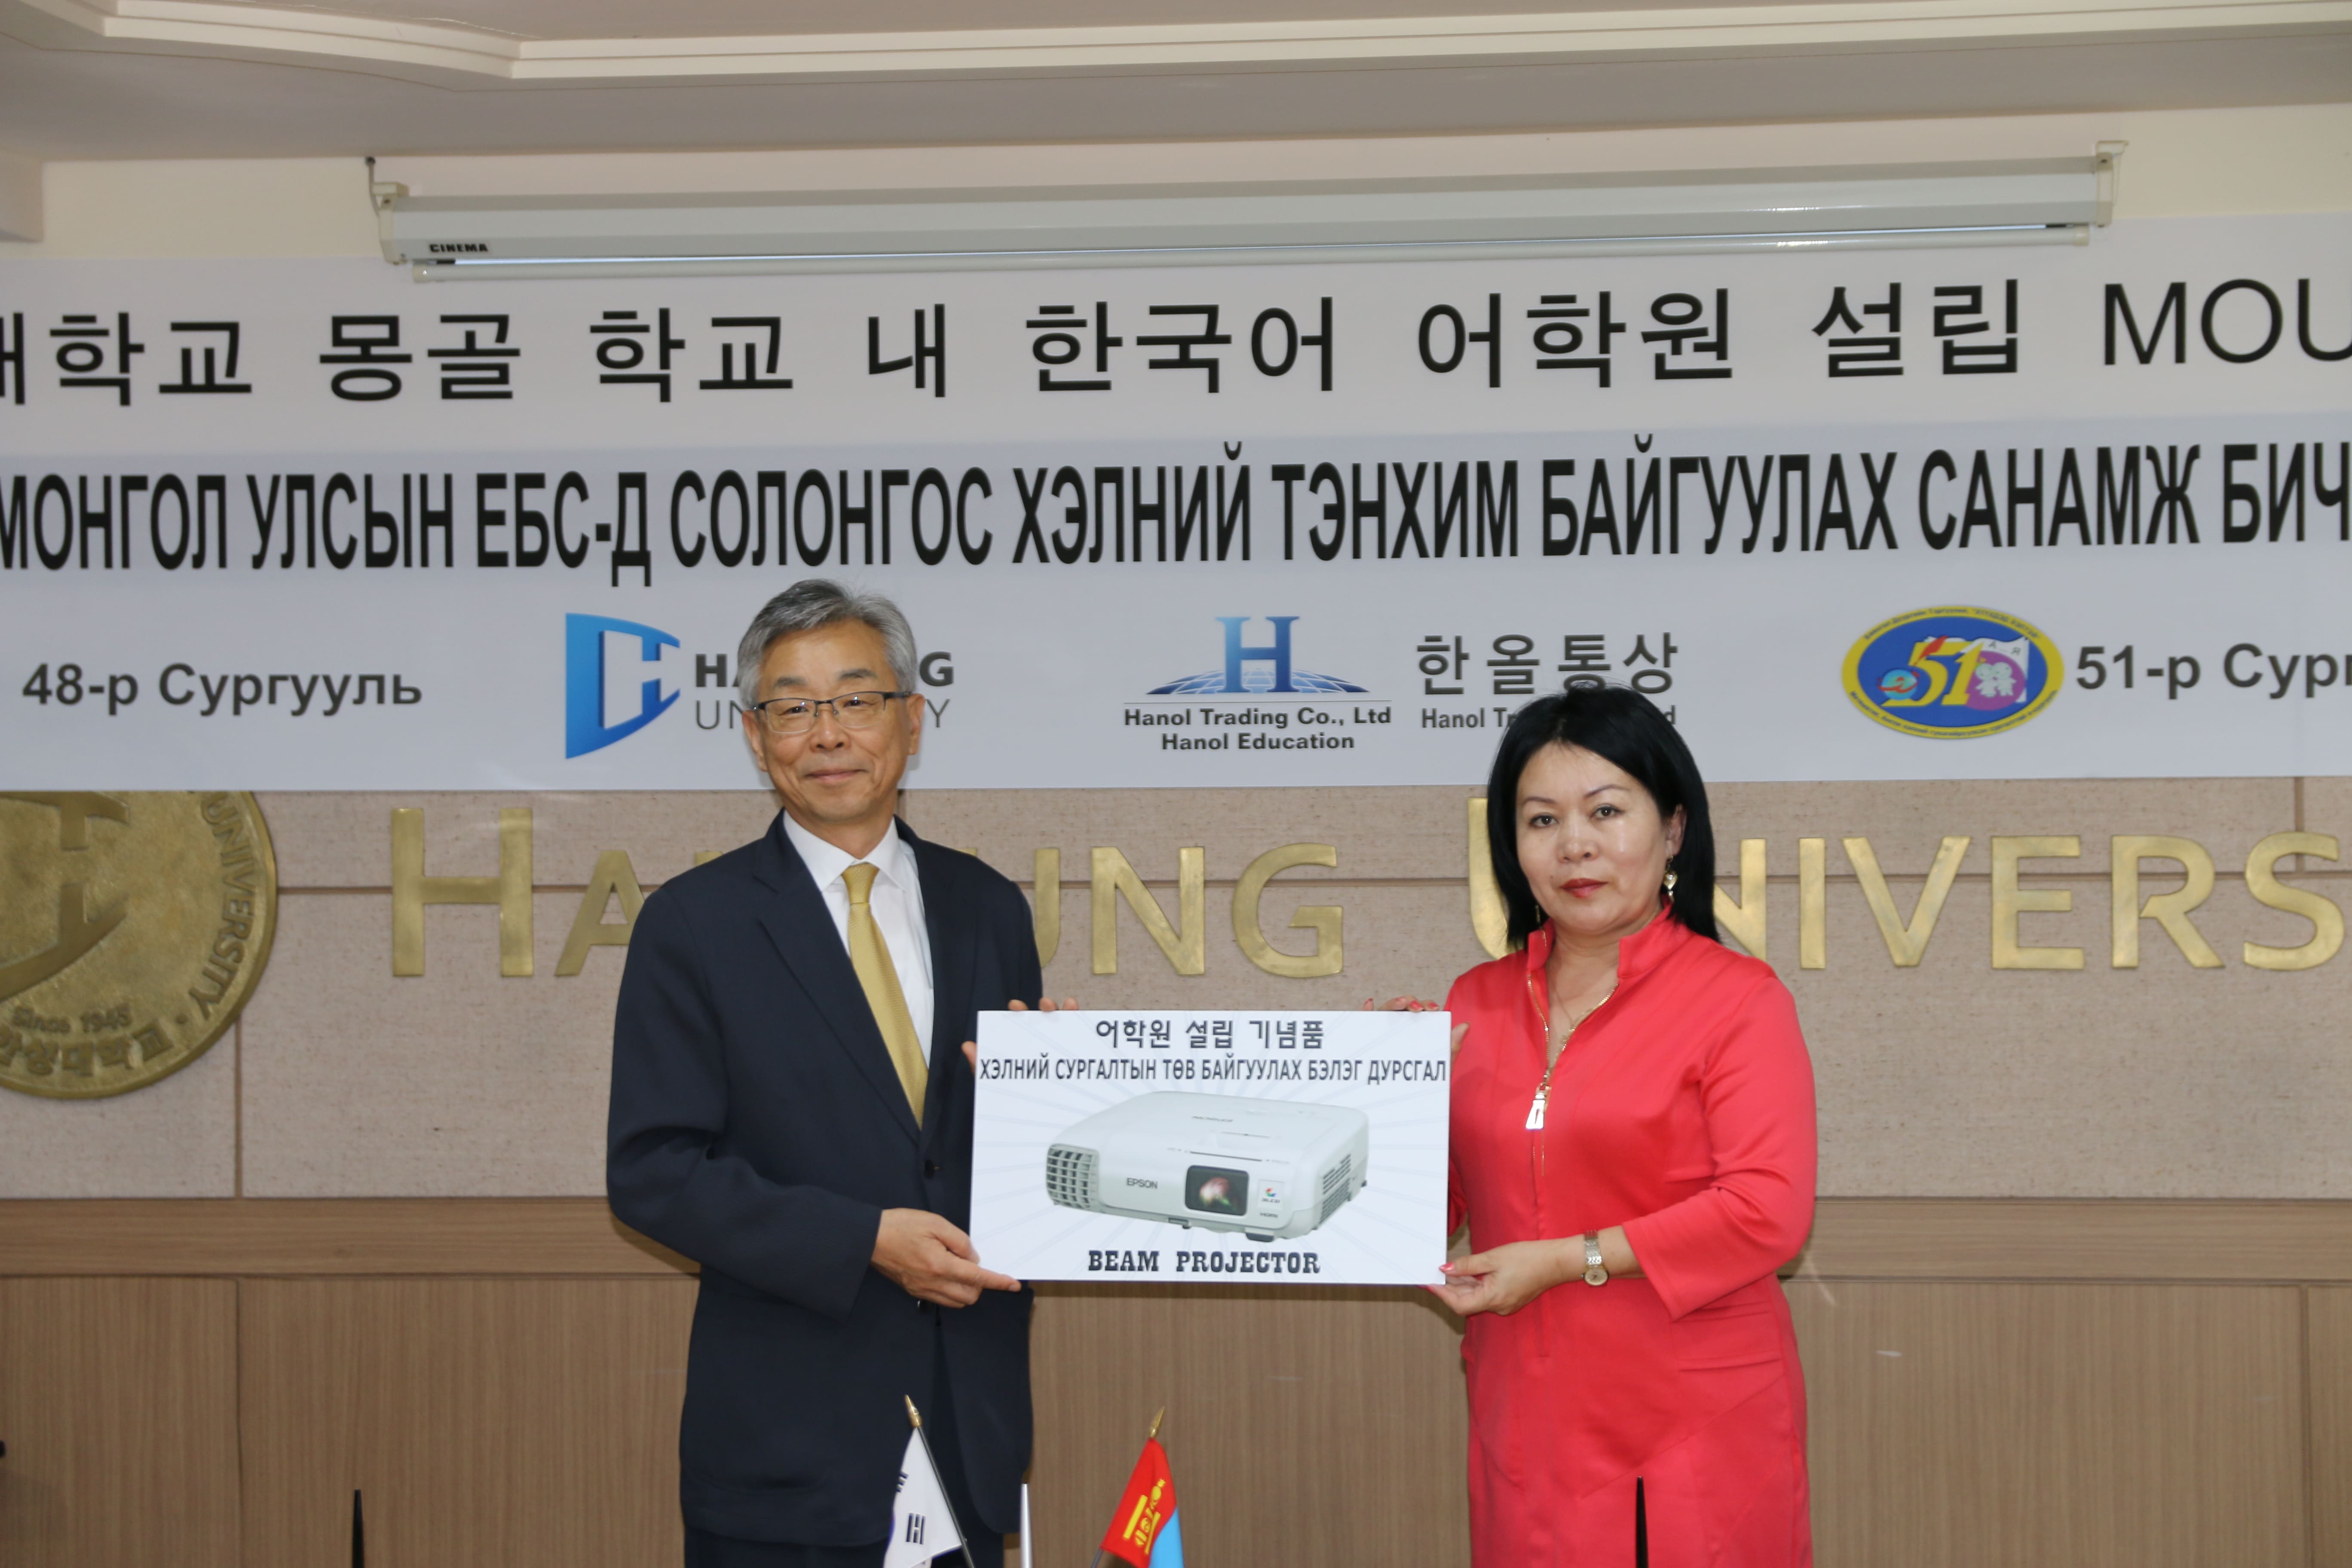 CINEMA
대학교 몽골 학교 내 한국어 어학원 설립 MOU
МОНГОЛ УЛСЫН ЕБС-Д СОЛОНГОС ХЭЛНИЙ ТЭНХИМ БАЙГУУЛАХ САНАМЖ БИЧ
48-р Сургууль
Hanol Trading Co., Ltd
Hanol Education
한올통상
Hanol
51
51-р
UNIVERSITY
Since 1945
어학원 설립 기념품
ХЭЛНИЙ СУРГАЛТЫН ТӨВ БАЙГУУЛАХ БЭЛЭГ ДУРСГАЛ
EPSON
BEAM PROJECTOR